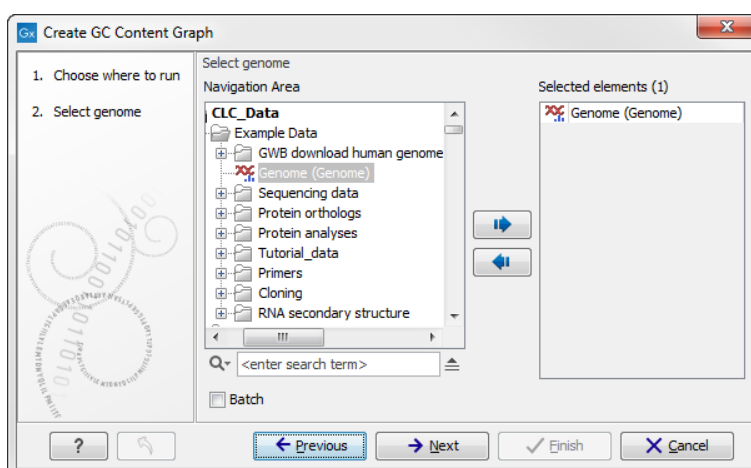 Gx Create GC Content Graph
1. Choose where to run
2. Select genome
Select genome
Navigation Area
CLC_Data
Example Data
GWB download human genome
Genome (Genome)
Sequencing data
Protein orthologs
Protein analyses
Tutorial_data
Primers
Cloning
RNA secondary structure
<enter search term>
Batch
Selected elements (1)
Genome (Genome)
? Previous Next Finish Cancel